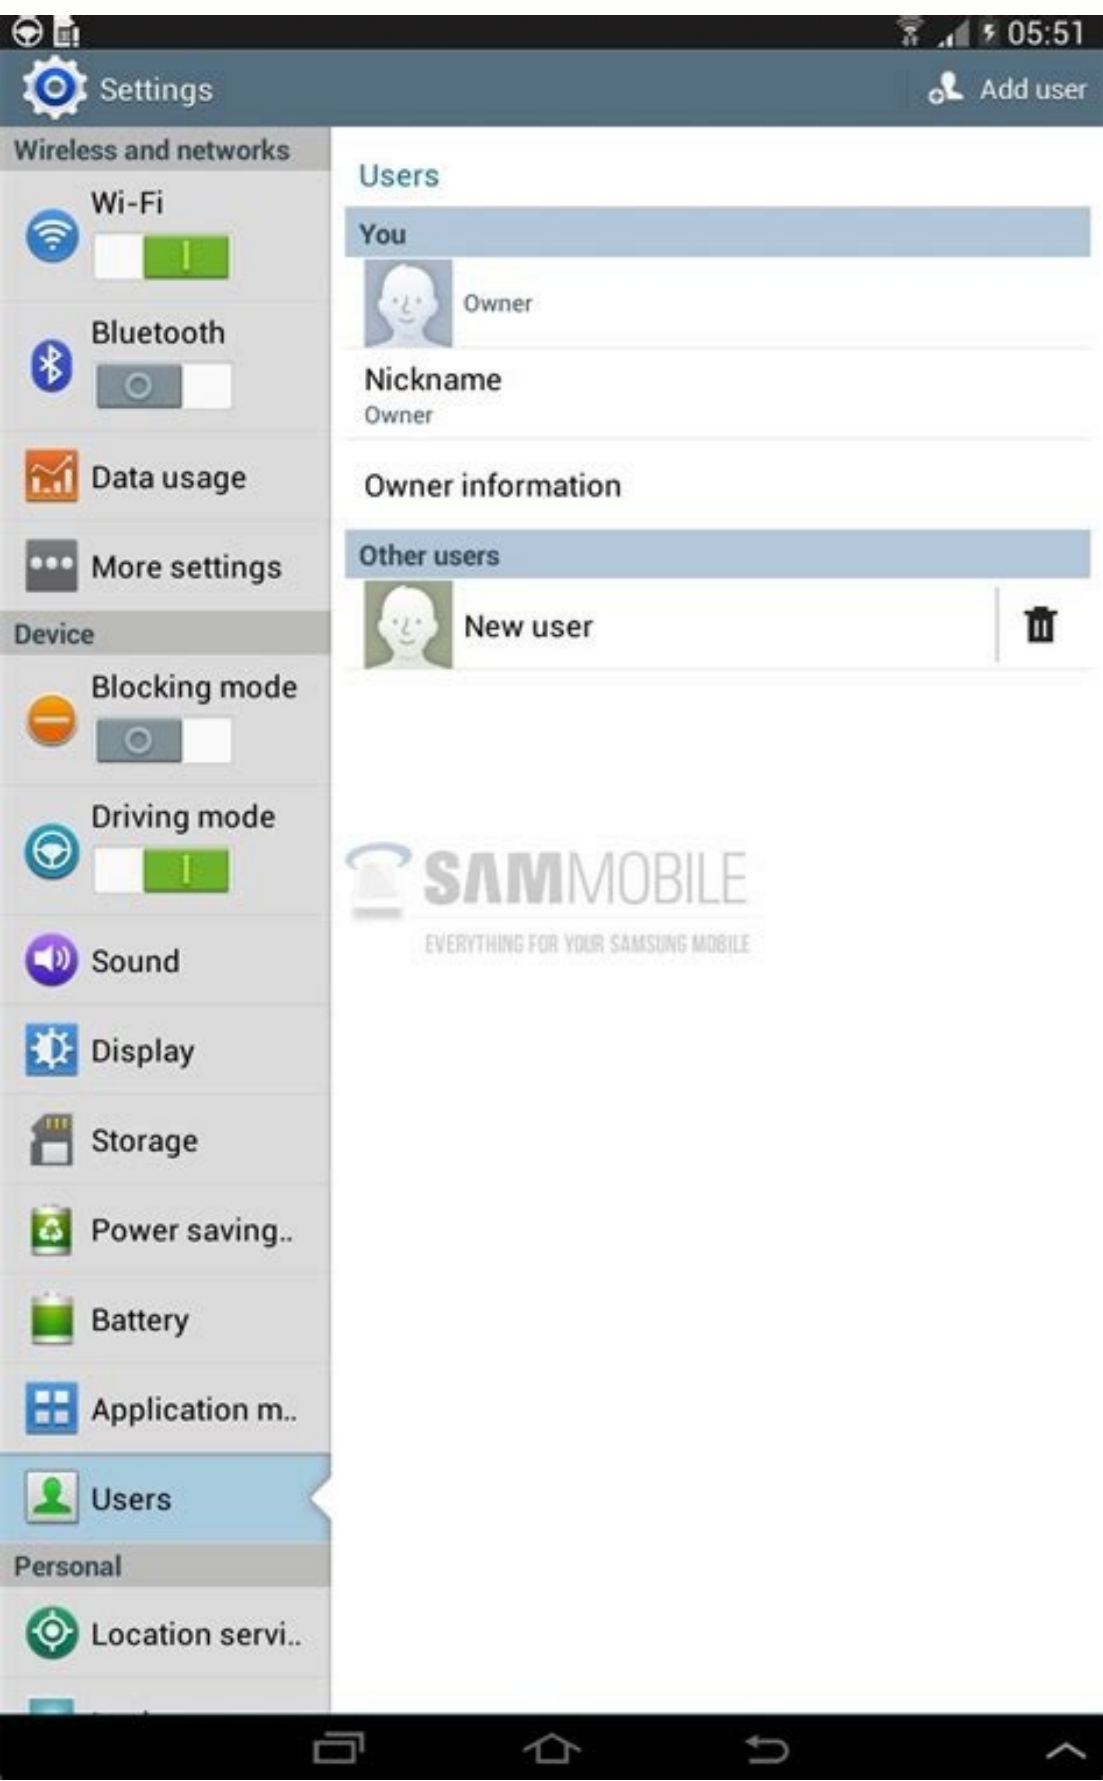 05:51
Settings
Add user
Wireless and networks
Wi-Fi
Bluetooth
Data usage
More settings
Device
Blocking mode
Driving mode
Sound
Display
Storage
Power saving..
Battery
Application m..
Users
Personal
Location servi..
Users
You
Owner
Nickname
Owner
Owner information
Other users
New user
SAMMOBILE
EVERYTHING FOR YOUR SAMSUNG MOBILE